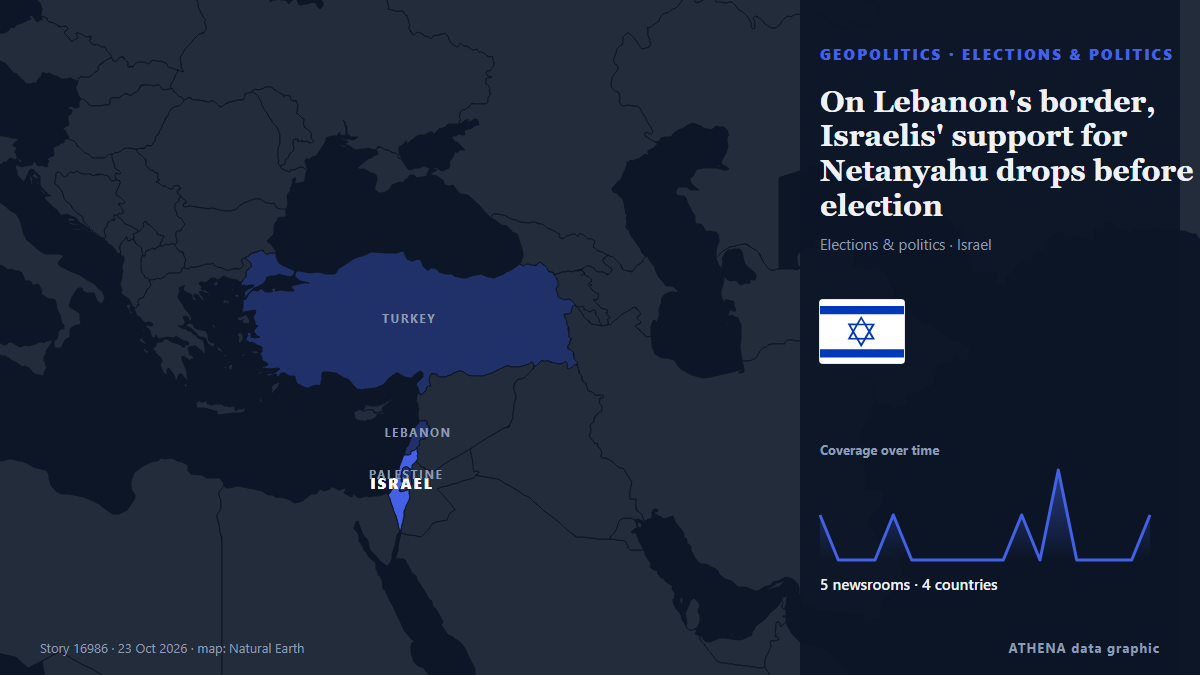 GEOPOLITICS · ELECTIONS & POLITICS
On Lebanon's border,
Israelis' support for
Netanyahu drops before
election
Elections & politics · Israel
TURKEY
LEBANON
PALESTINE
ISRAEL
Coverage over time
5 newsrooms · 4 countries
Story 16986 · 23 Oct 2026 · map: Natural Earth
ATHENA data graphic